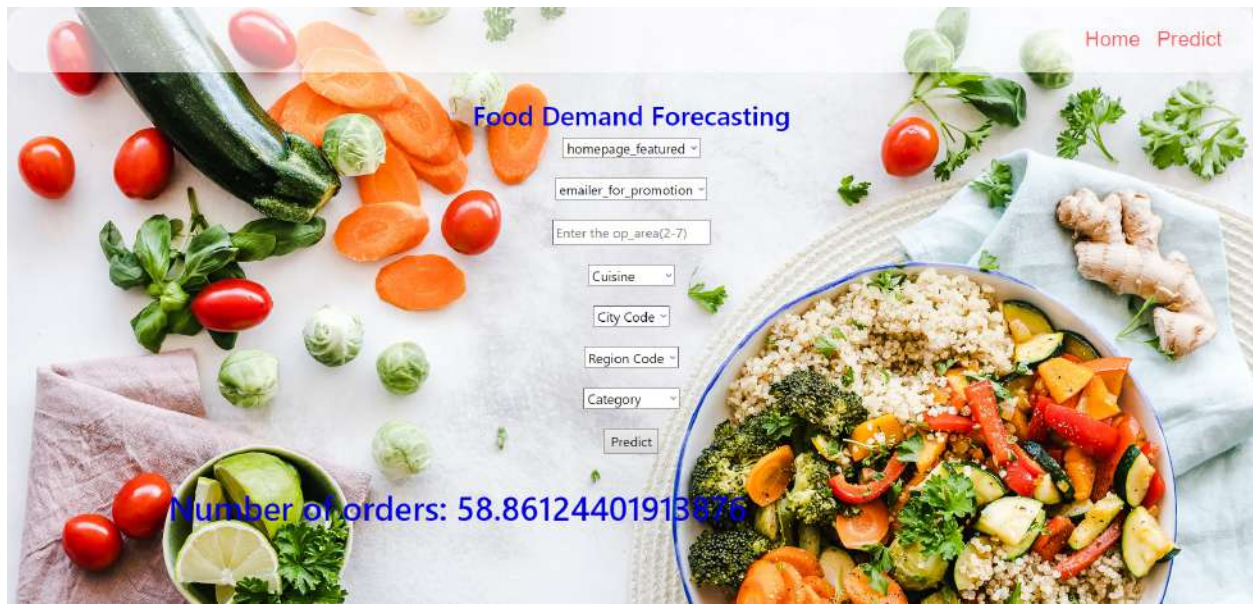 Home Predict
Food Demand Forecasting
homepage_featured
emailer_for_promotion
Enter the op_area(2-7)
Cuisine
City Code
Region Code
Category
Predict
Number of orders: 58.86124401913876